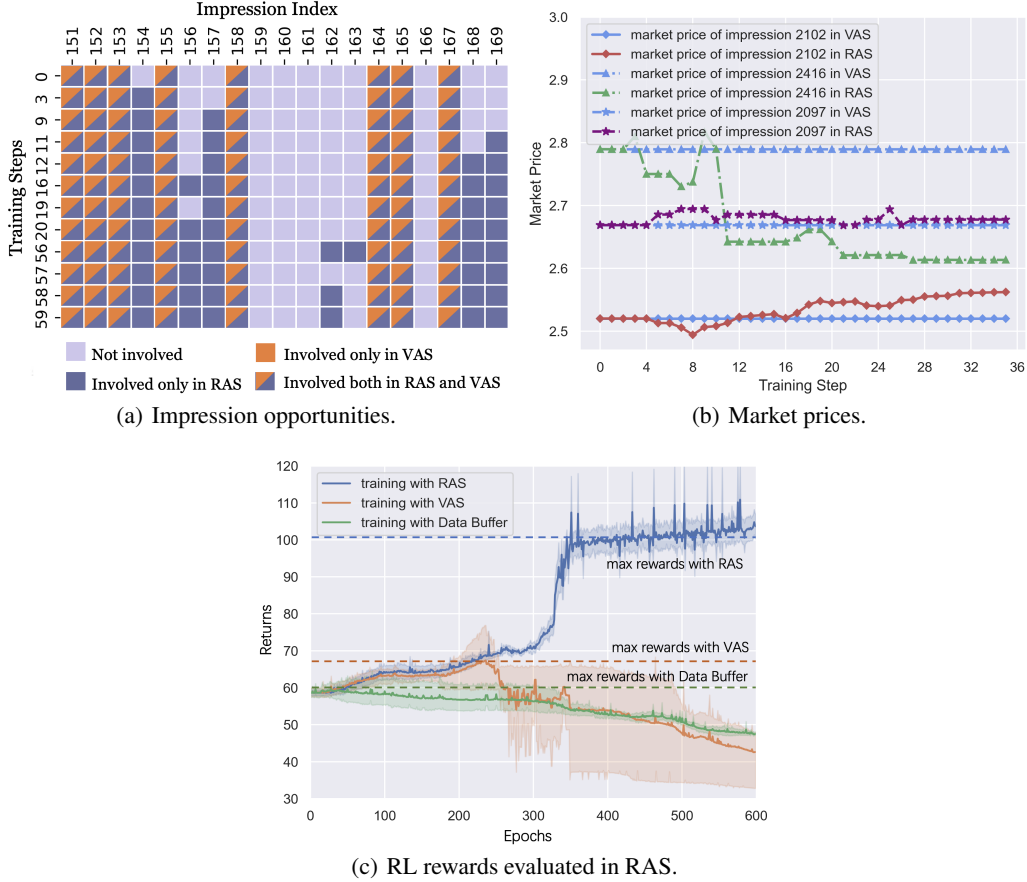 Impression Index
151 152 153 154 155 156 157 158 159 160 161 162 163 164 165 166 167 168 169
Training Steps
0
3
9
11
12
16
19
20
56
57
58
59
Not involved
Involved only in VAS
Involved only in RAS
Involved both in RAS and VAS
(a) Impression opportunities.
3.0
2.9
2.8
2.7
2.6
2.5
Market Price
market price of impression 2102 in VAS
market price of impression 2102 in RAS
market price of impression 2416 in VAS
market price of impression 2416 in RAS
market price of impression 2097 in VAS
market price of impression 2097 in RAS
0 4 8 12 16 20 24 28 32 36
Training Step
(b) Market prices.
120
110
100
90
80
70
60
50
40
30
Returns
training with RAS
training with VAS
training with Data Buffer
max rewards with RAS
max rewards with VAS
max rewards with Data Buffer
0 100 200 300 400 500 600
Epochs
(c) RL rewards evaluated in RAS.